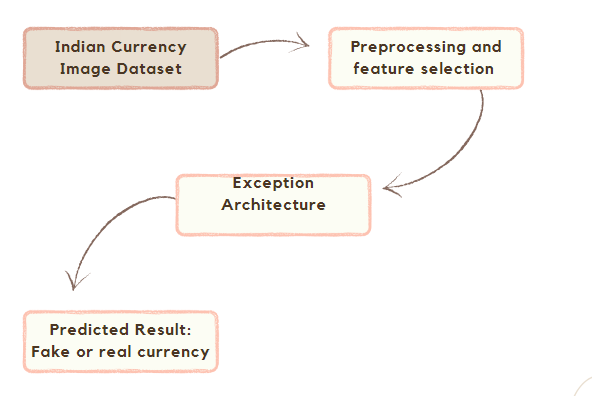 Indian Currency
Image Dataset
Preprocessing and
feature selection
Exception
Architecture
Predicted Result:
Fake or real currency